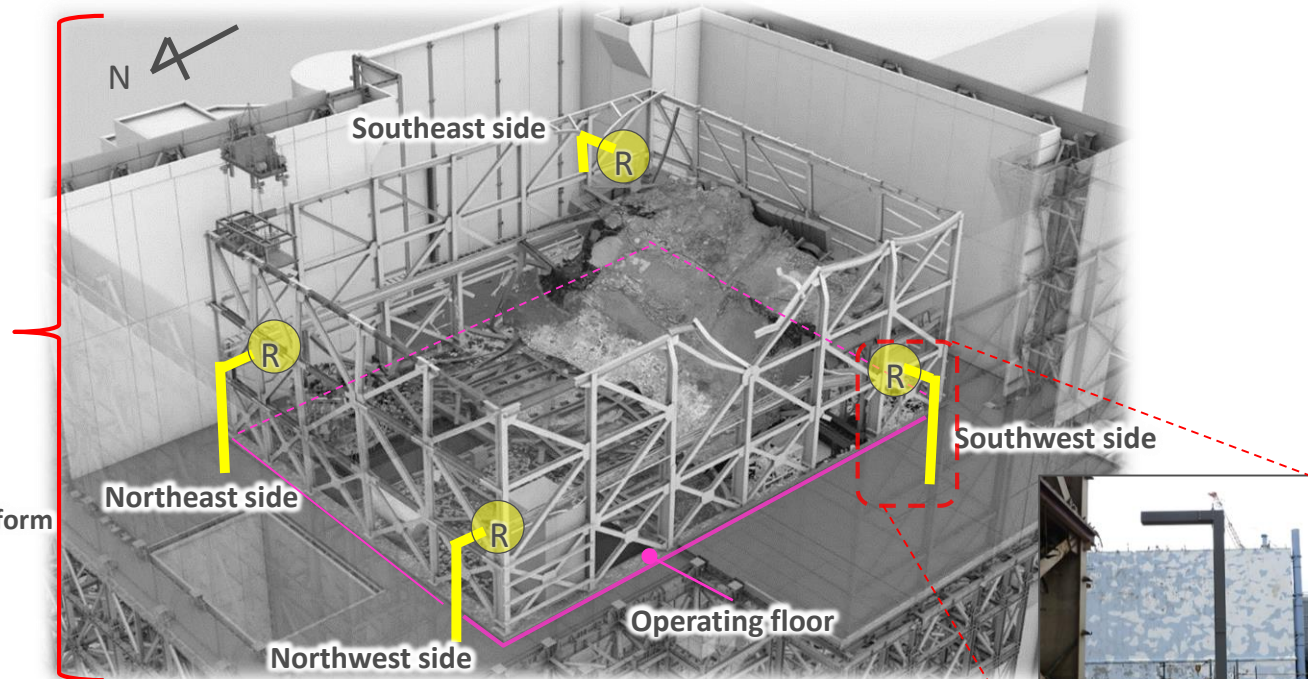 N
Southeast side
R
R
R
Southwest side
Northeast side
form
R
Operating floor
Northwest side